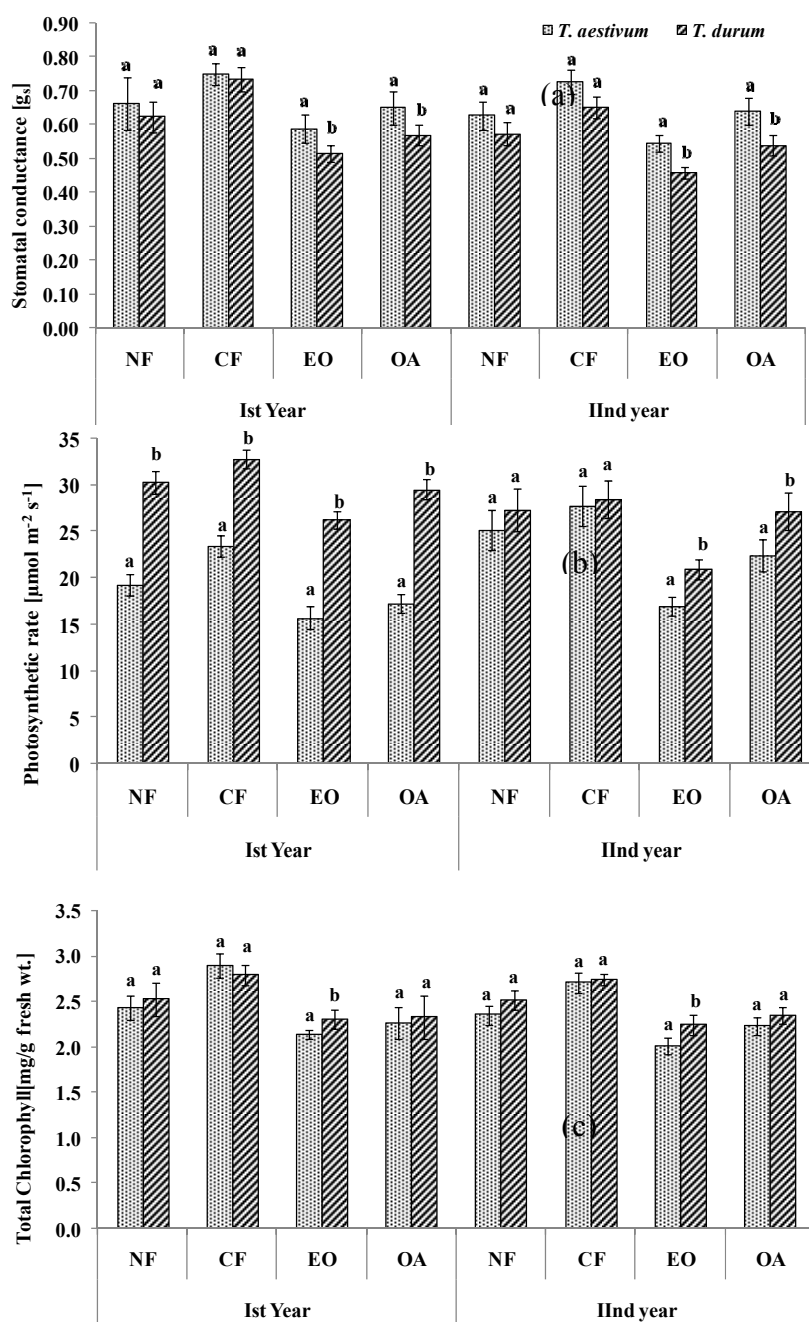 T. aestivum T. durum
Stomatal conductance [gs]
0.90
0.80
0.70
0.60
0.50
0.40
0.30
0.20
0.10
0.00
a a a a a b a b a a a a a b a b
(a)
NF CF EO OA NF CF EO OA
Ist Year IInd year
Photosynthetic rate [µmol m-2 s-1]
35
30
25
20
15
10
5
0
a b a b a b a b a a a a a b a b
(b)
NF CF EO OA NF CF EO OA
Ist Year IInd year
Total Chlorophyll[mg/g fresh wt.]
3.5
3.0
2.5
2.0
1.5
1.0
0.5
0.0
a a a a a b a a a a a a a b a a
(c)
NF CF EO OA NF CF EO OA
Ist Year IInd year